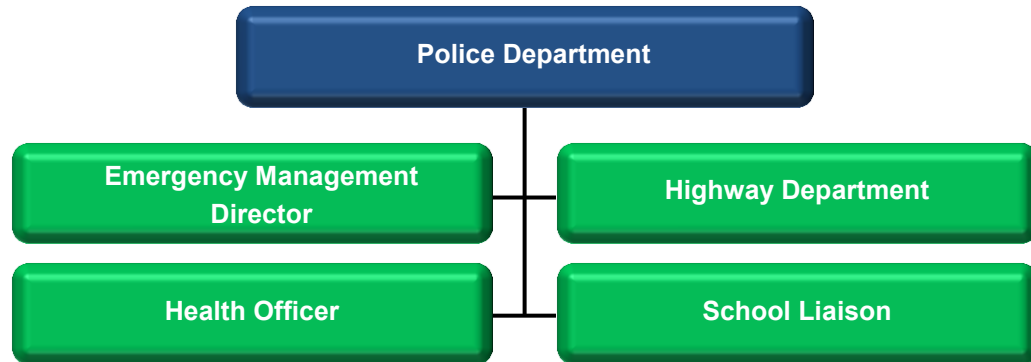 Police Department
Emergency Management
Director
Highway Department
Health Officer
School Liaison